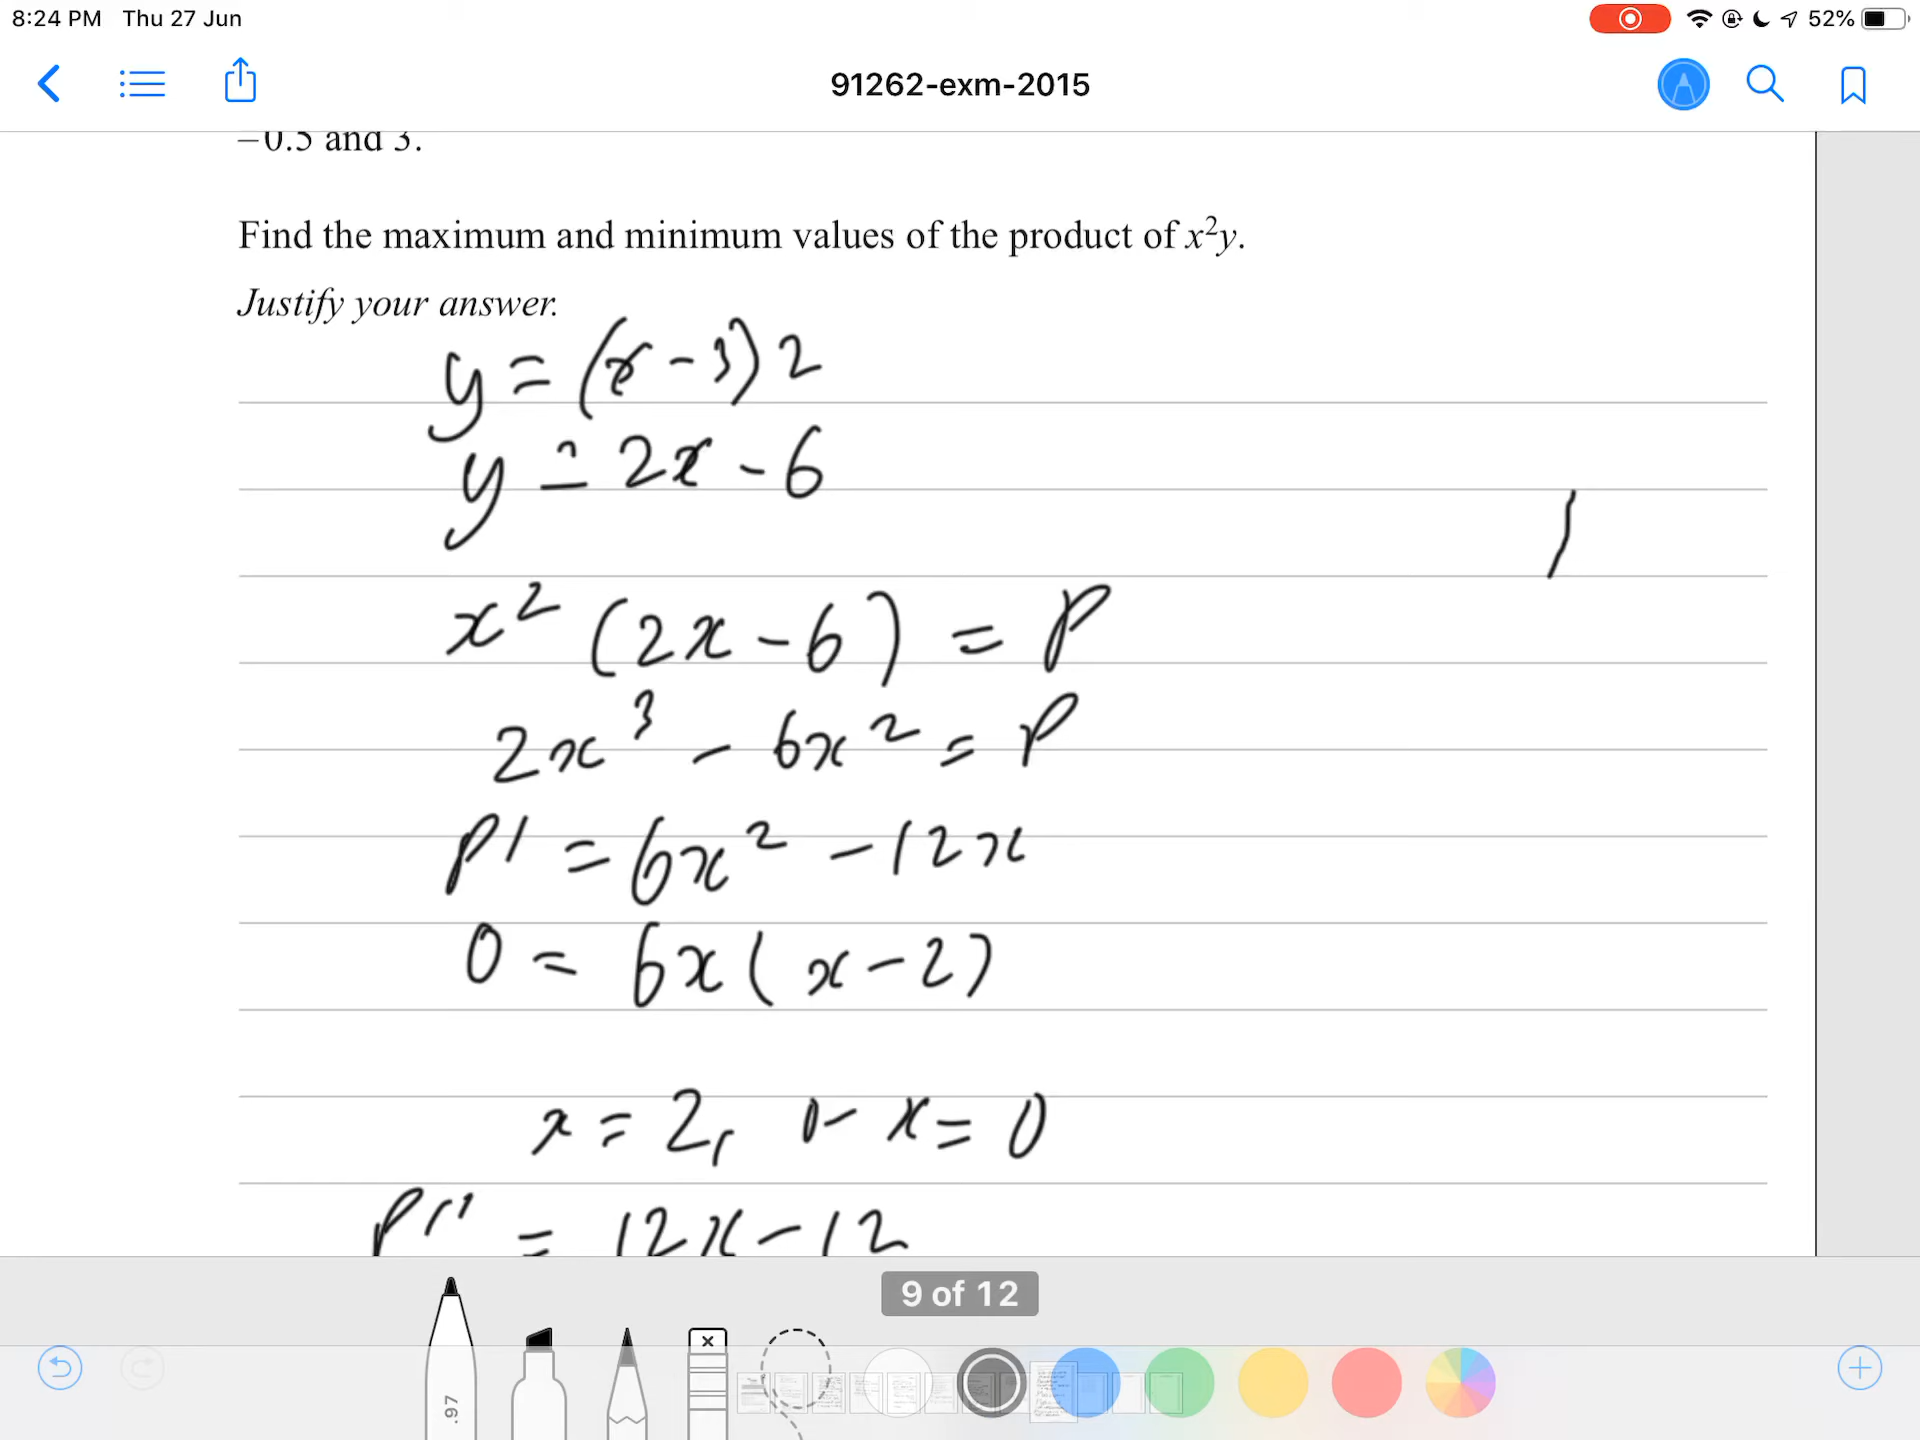 8:24 PM Thu 27 Jun 52%
91262-exm-2015
−0.5 and 3.
Find the maximum and minimum values of the product of x²y.
Justify your answer.
y = (x - 3) 2
y = 2x - 6
x² (2x - 6) = P
2x³ - 6x² = P
P' = 6x² - 12x
0 = 6x(x - 2)
x = 2, or x = 0
P'' = 12x - 12
9 of 12
.97